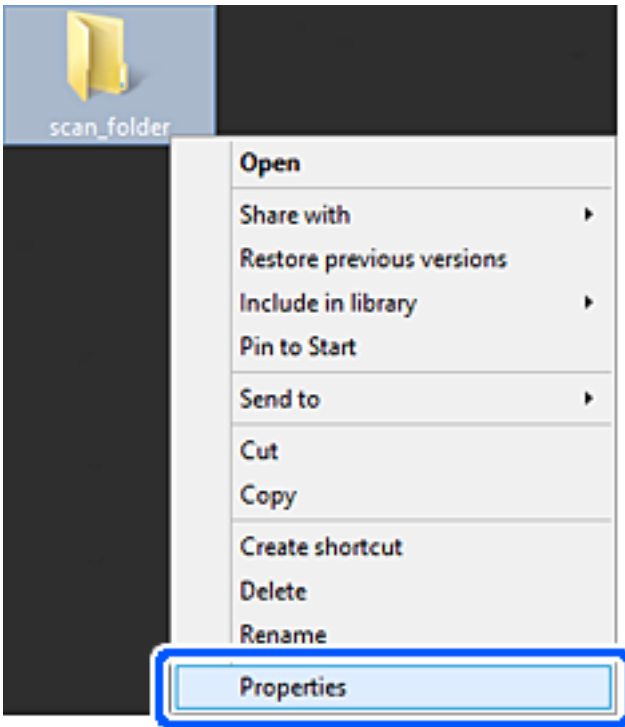 scan_folder
Open
Share with
Restore previous versions
Include in library
Pin to Start
Send to
Cut
Copy
Create shortcut
Delete
Rename
Properties